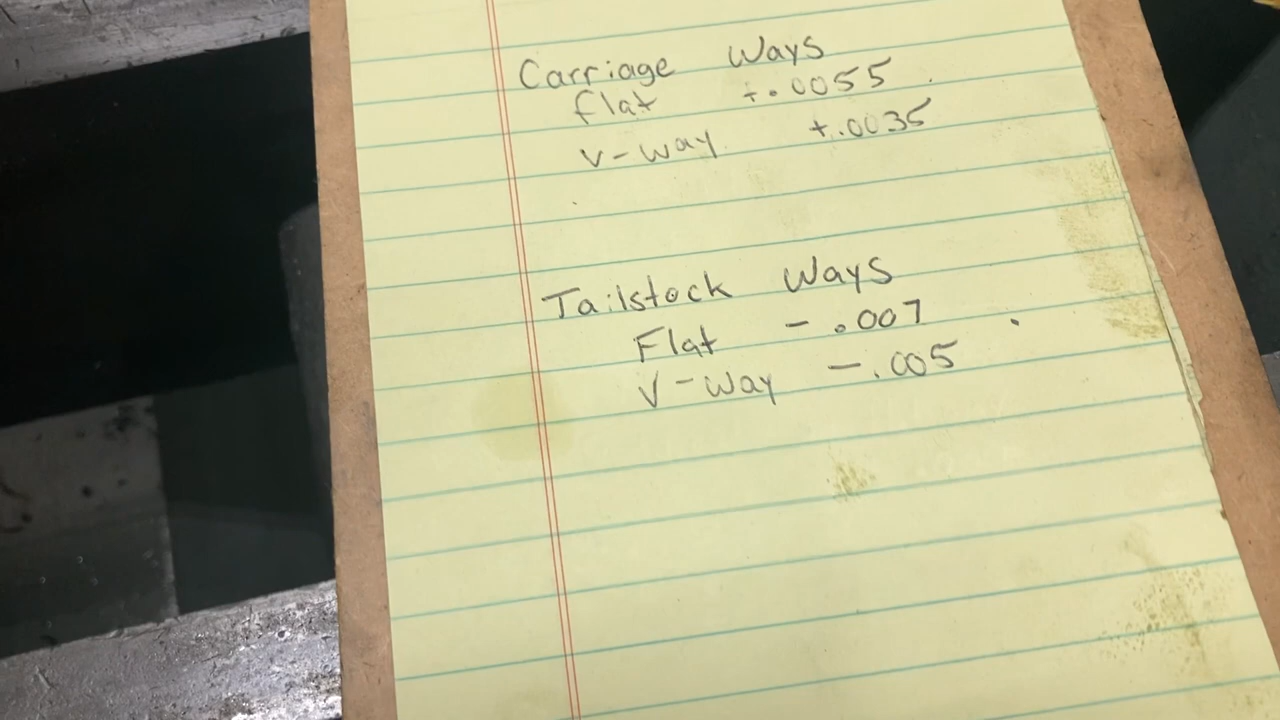 Carriage Ways
flat +.0055
V-way +.0035
Tailstock Ways
Flat -.007
V-way -.005